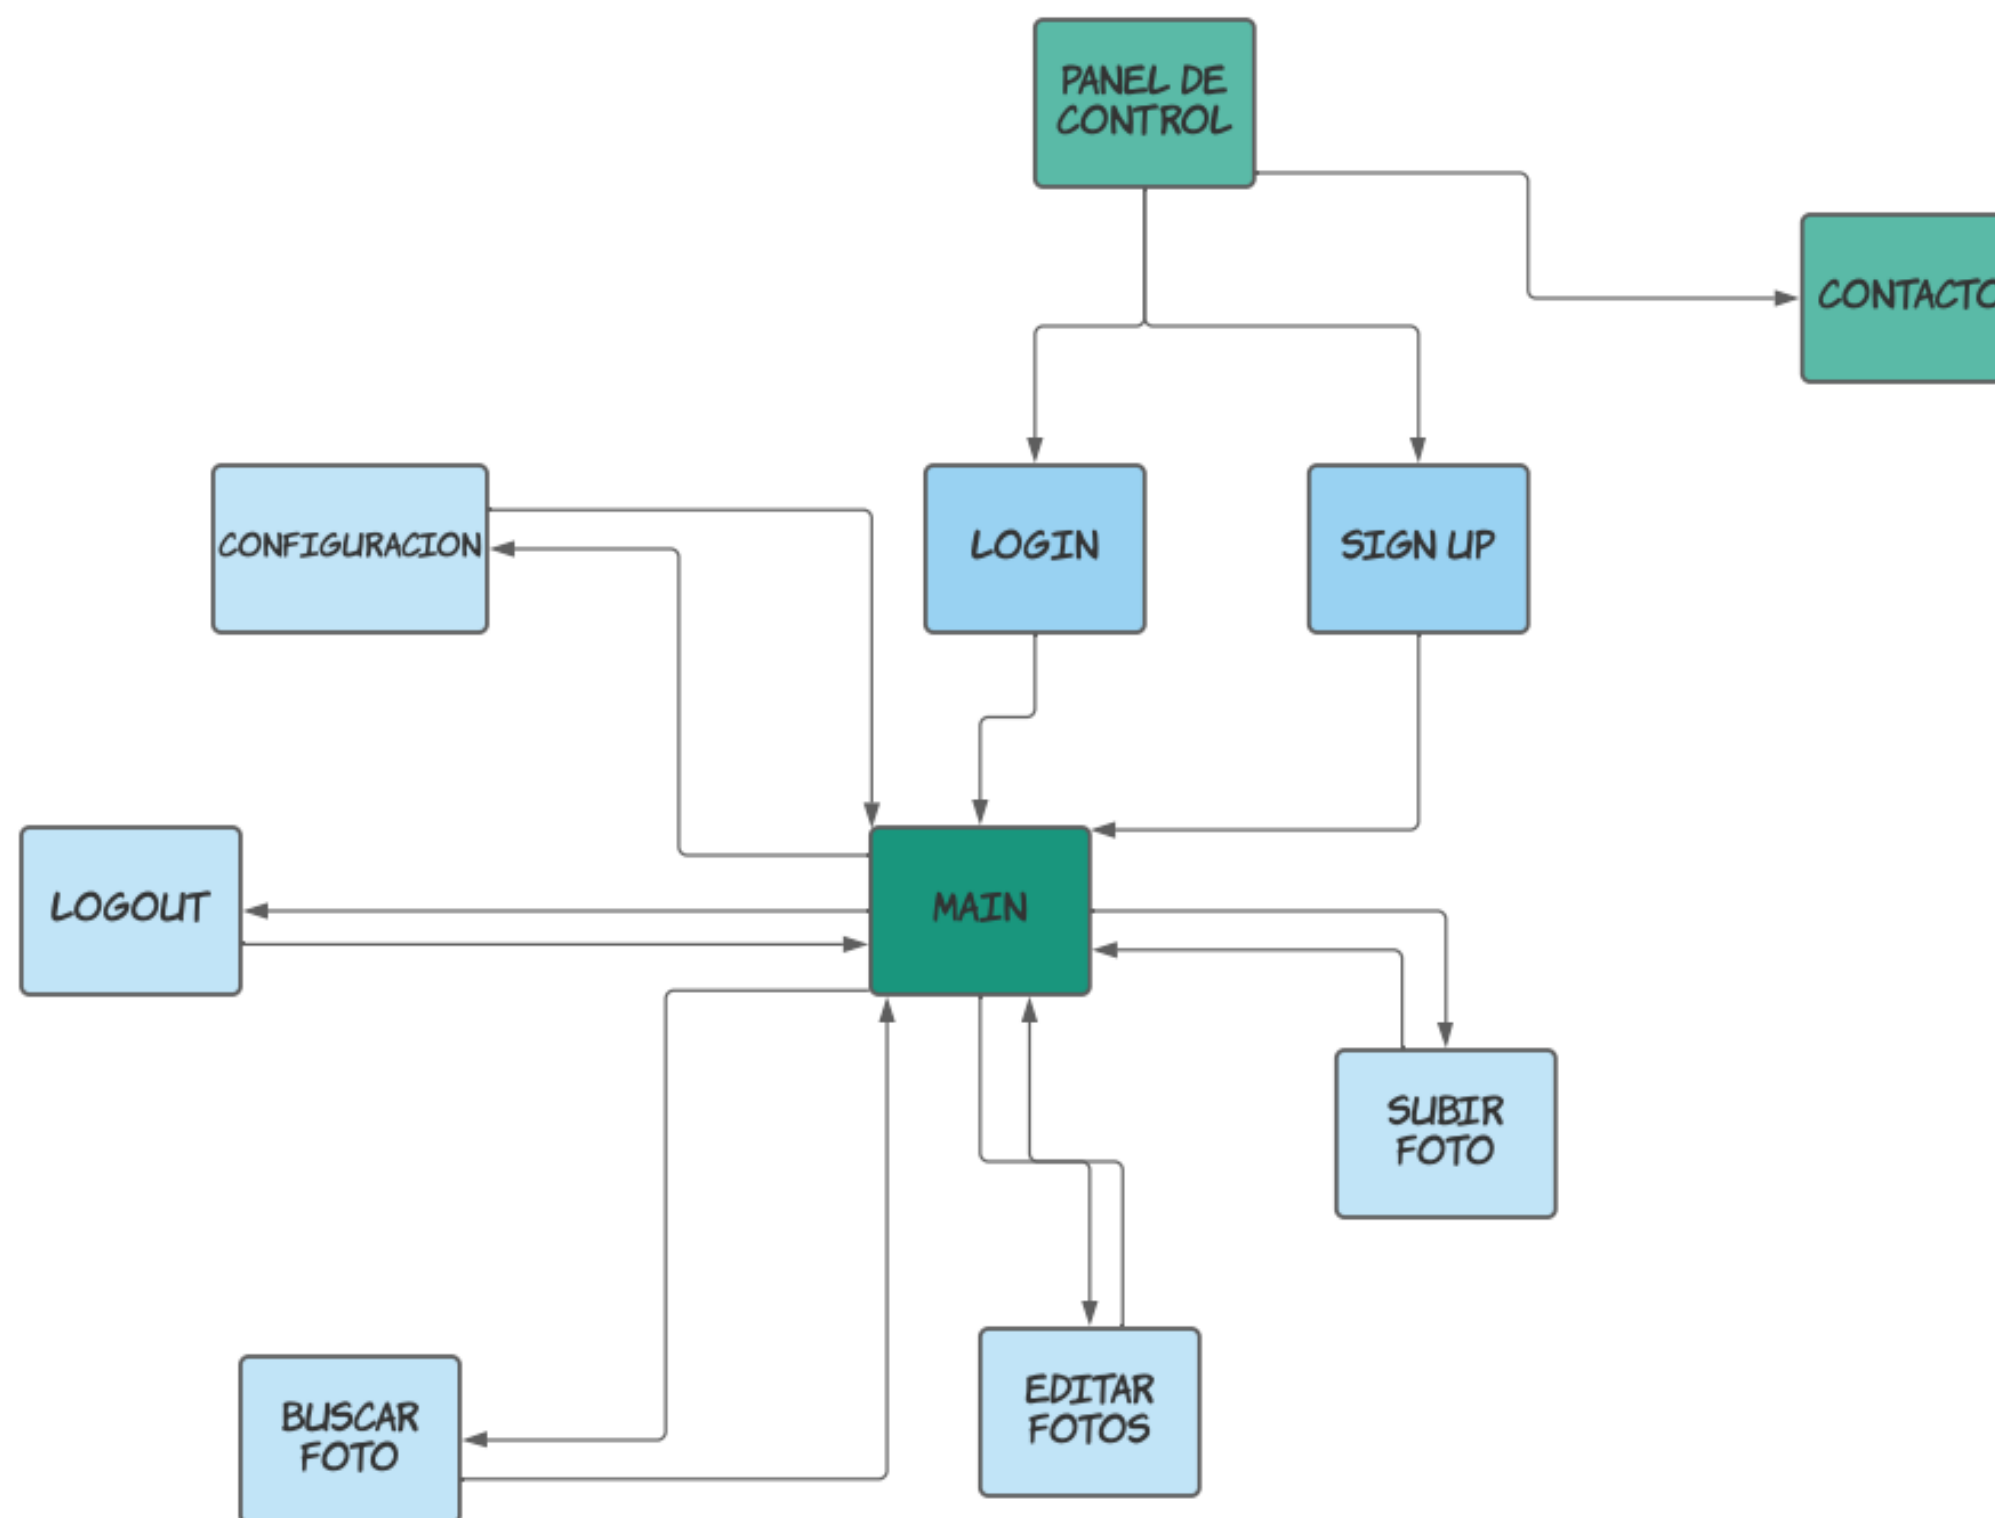 PANEL DE
CONTROL
CONTACTO
CONFIGURACION
LOGIN
SIGN UP
LOGOUT
MAIN
SUBIR
FOTO
EDITAR
FOTOS
BUSCAR
FOTO